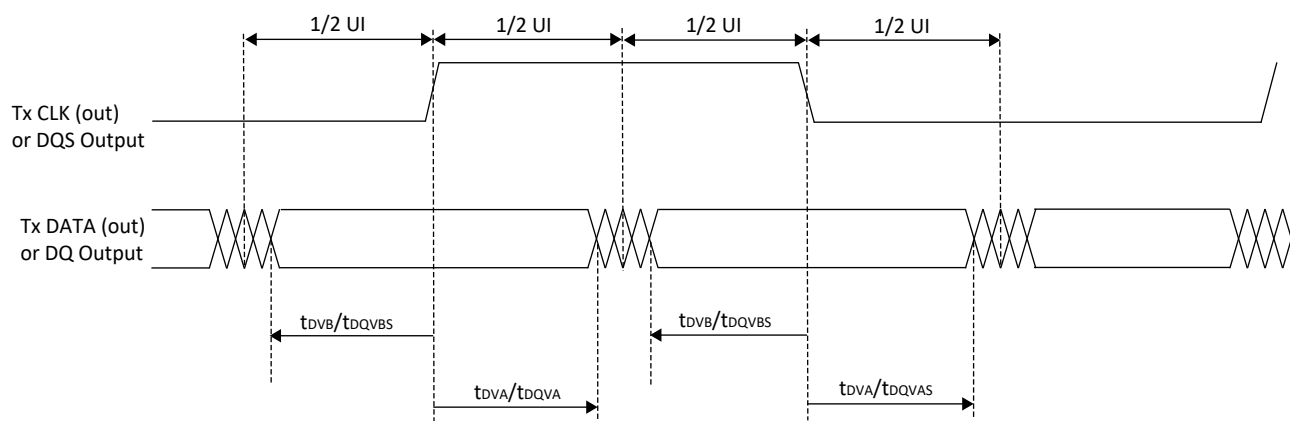 1/2 UI 1/2 UI 1/2 UI 1/2 UI
Tx CLK (out)
or DQS Output
Tx DATA (out)
or DQ Output
tDVB/tDQVBS tDVB/tDQVBS
tDVA/tDQVA tDVA/tDQVAS